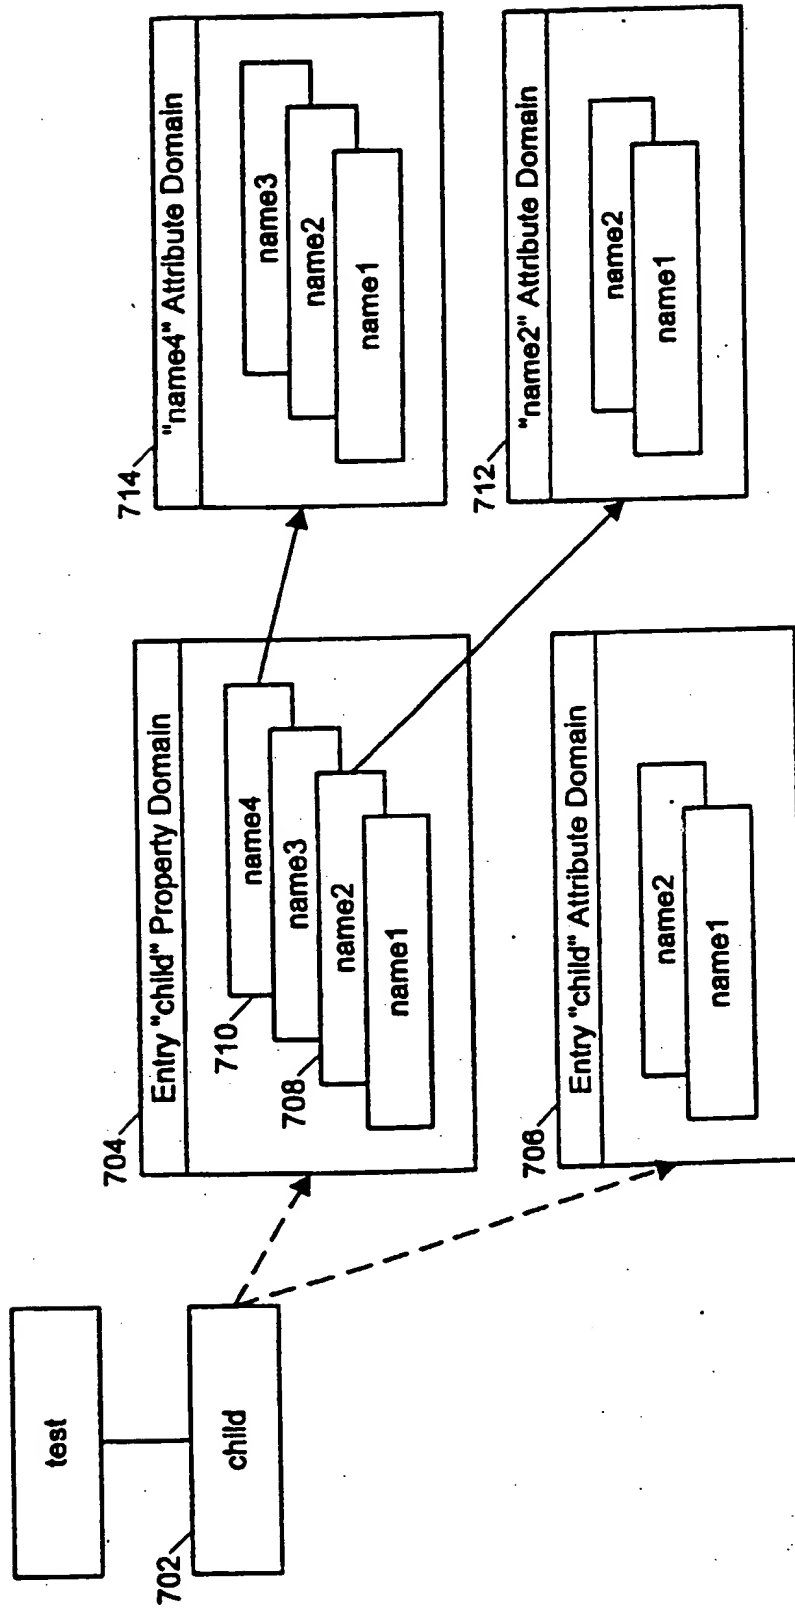 test
702
child
704
Entry "child" Property Domain
710
name4
name3
708
name2
name1
706
Entry "child" Attribute Domain
name2
name1
714
"name4" Attribute Domain
name3
name2
name1
712
"name2" Attribute Domain
name2
name1